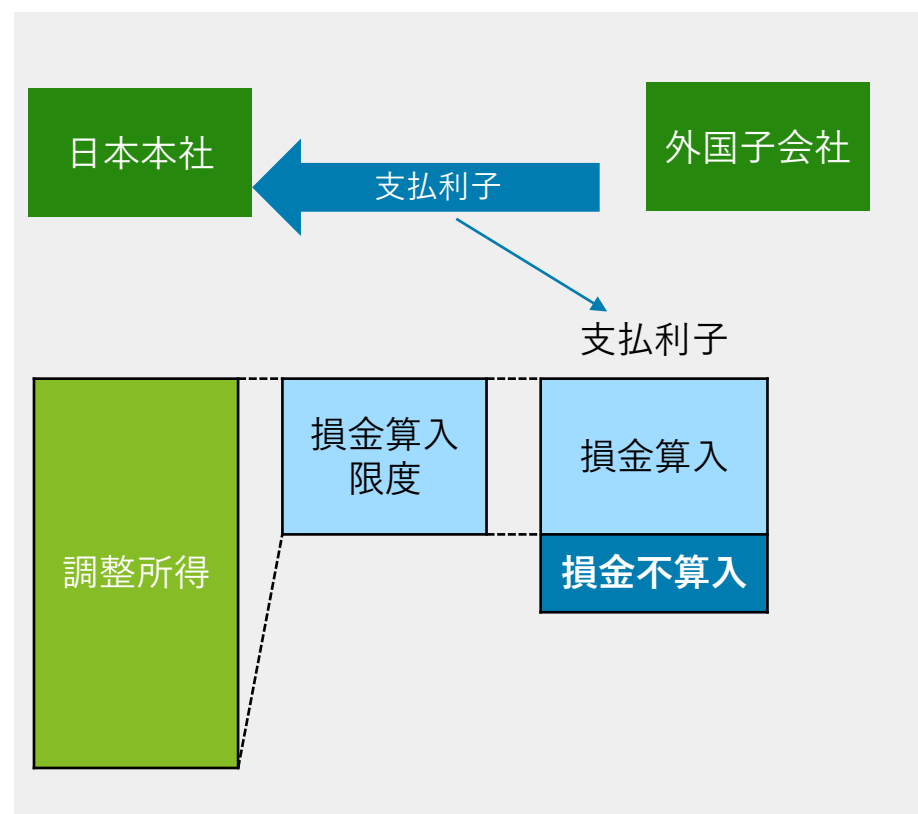 日本本社
外国子会社
支払利子
支払利子
損金算入
限度
損金算入
調整所得
損金不算入